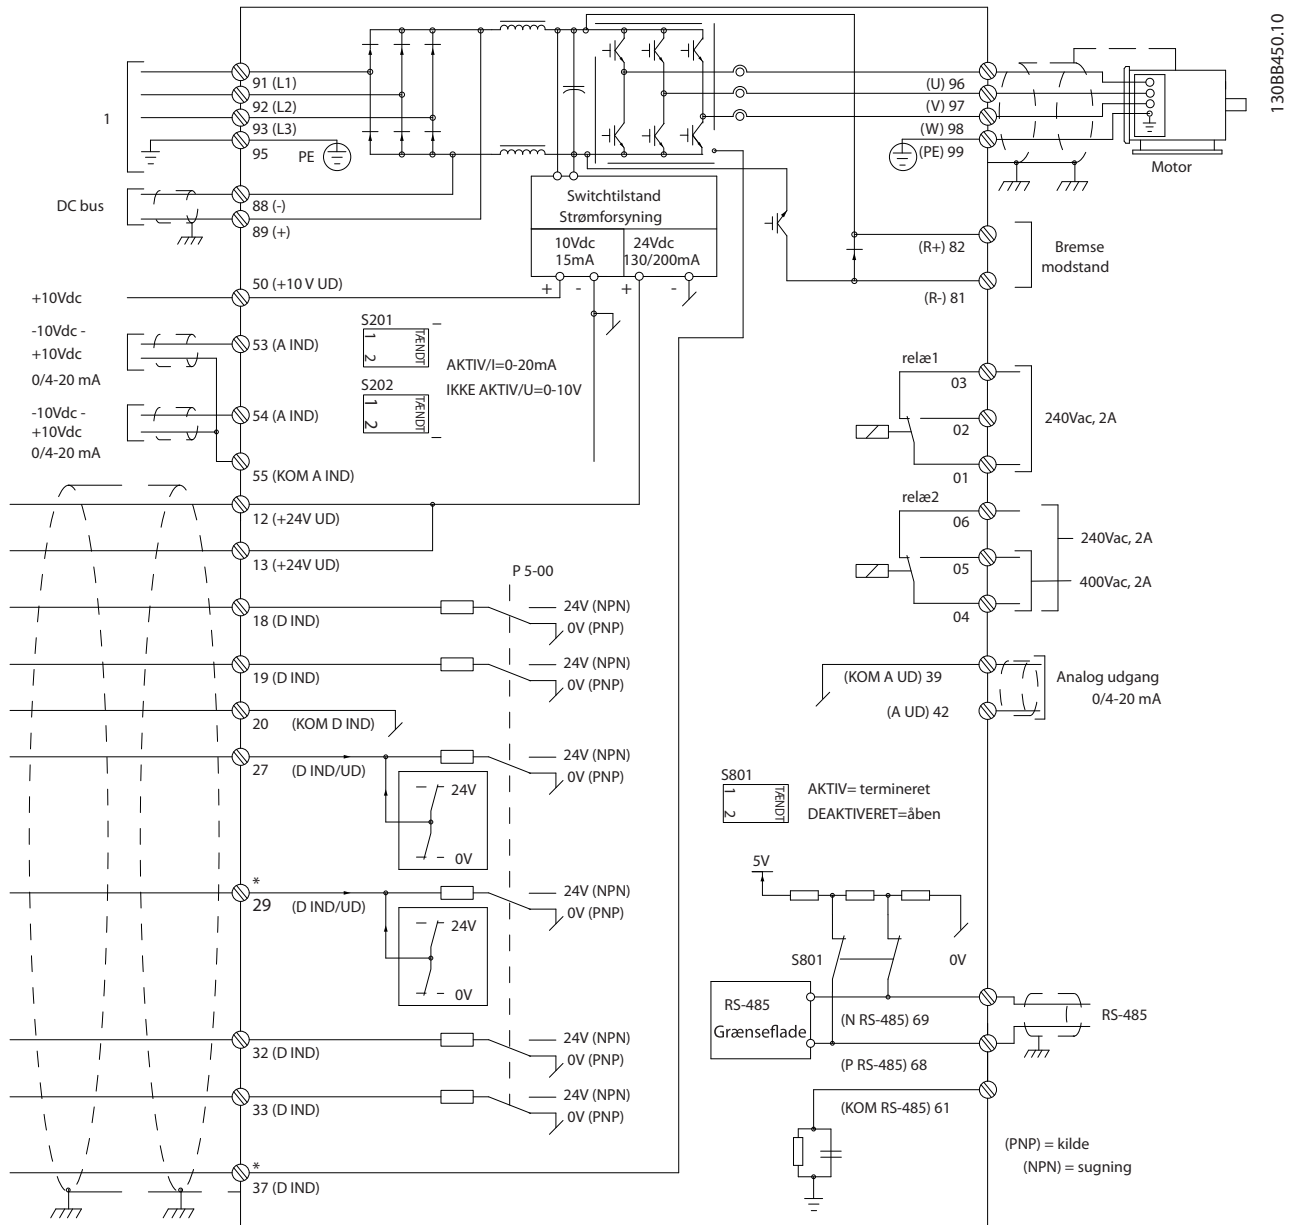 130BB450.10
1
91 (L1)
92 (L2)
93 (L3)
95
PE
(U) 96
(V) 97
(W) 98
(PE) 99
Motor
DC bus
88 (-)
89 (+)
Switchtilstand
Strømforsyning
10Vdc
15mA
24Vdc
130/200mA
+ - + -
(R+) 82
(R-) 81
Bremse
modstand
+10Vdc
50 (+10 V UD)
-10Vdc -
+10Vdc
0/4-20 mA
53 (A IND)
S201
1
2
TÆNDT
AKTIV/I=0-20mA
IKKE AKTIV/U=0-10V
S202
1
2
TÆNDT
-10Vdc -
+10Vdc
0/4-20 mA
54 (A IND)
55 (KOM A IND)
relæ1
03
02
01
240Vac, 2A
relæ2
06
05
04
240Vac, 2A
400Vac, 2A
12 (+24V UD)
13 (+24V UD)
P 5-00
18 (D IND)
24V (NPN)
0V (PNP)
19 (D IND)
24V (NPN)
0V (PNP)
20 (KOM D IND)
27 (D IND/UD)
24V (NPN)
0V (PNP)
24V
0V
*
29 (D IND/UD)
24V (NPN)
0V (PNP)
24V
0V
32 (D IND)
24V (NPN)
0V (PNP)
33 (D IND)
24V (NPN)
0V (PNP)
*
37 (D IND)
(KOM A UD) 39
(A UD) 42
Analog udgang
0/4-20 mA
S801
1
2
TÆNDT
AKTIV= termineret
DEAKTIVERET=åben
5V
S801
0V
RS-485
Grænseflade
(N RS-485) 69
(P RS-485) 68
RS-485
(KOM RS-485) 61
(PNP) = kilde
(NPN) = sugning